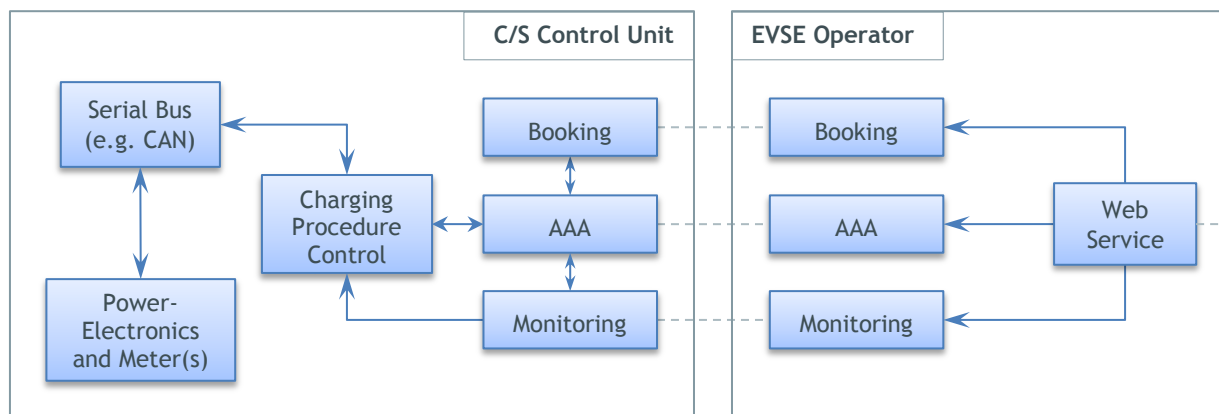 C/S Control Unit
Serial Bus
(e.g. CAN)
Power-
Electronics
and Meter(s)
Charging
Procedure
Control
Booking
AAA
Monitoring
EVSE Operator
Booking
AAA
Monitoring
Web
Service